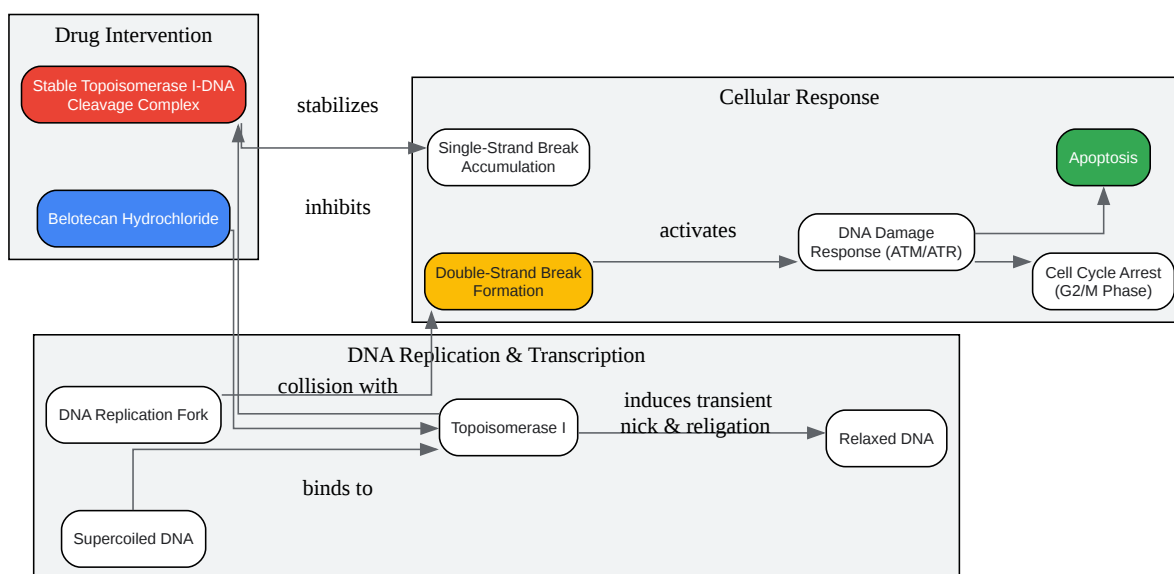 Drug Intervention
Stable Topoisomerase I-DNA
Cleavage Complex
Belotecan Hydrochloride
stabilizes
inhibits
Cellular Response
Single-Strand Break
Accumulation
Apoptosis
activates
DNA Damage
Response (ATM/ATR)
Double-Strand Break
Formation
Cell Cycle Arrest
(G2/M Phase)
DNA Replication & Transcription
collision with
DNA Replication Fork
Topoisomerase I
induces transient
nick & religation
Relaxed DNA
binds to
Supercoiled DNA